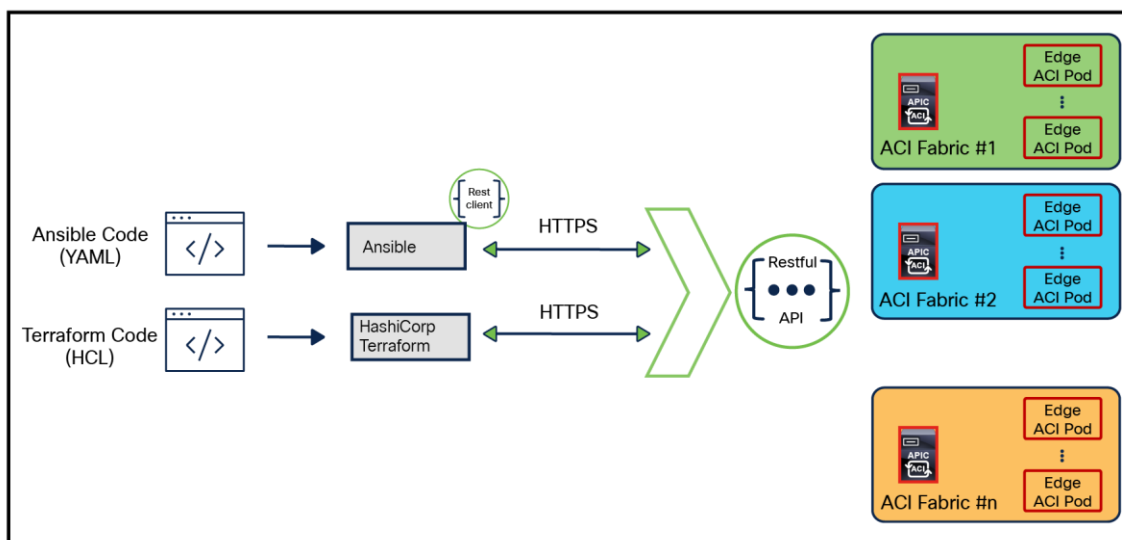 Ansible Code
(YAML)
</>
Ansible
Rest
client
HTTPS
Terraform Code
(HCL)
</>
HashiCorp
Terraform
HTTPS
Restful
API
APIC
ACI
ACI Fabric #1
Edge
ACI Pod
Edge
ACI Pod
APIC
ACI
ACI Fabric #2
Edge
ACI Pod
Edge
ACI Pod
APIC
ACI
ACI Fabric #n
Edge
ACI Pod
Edge
ACI Pod